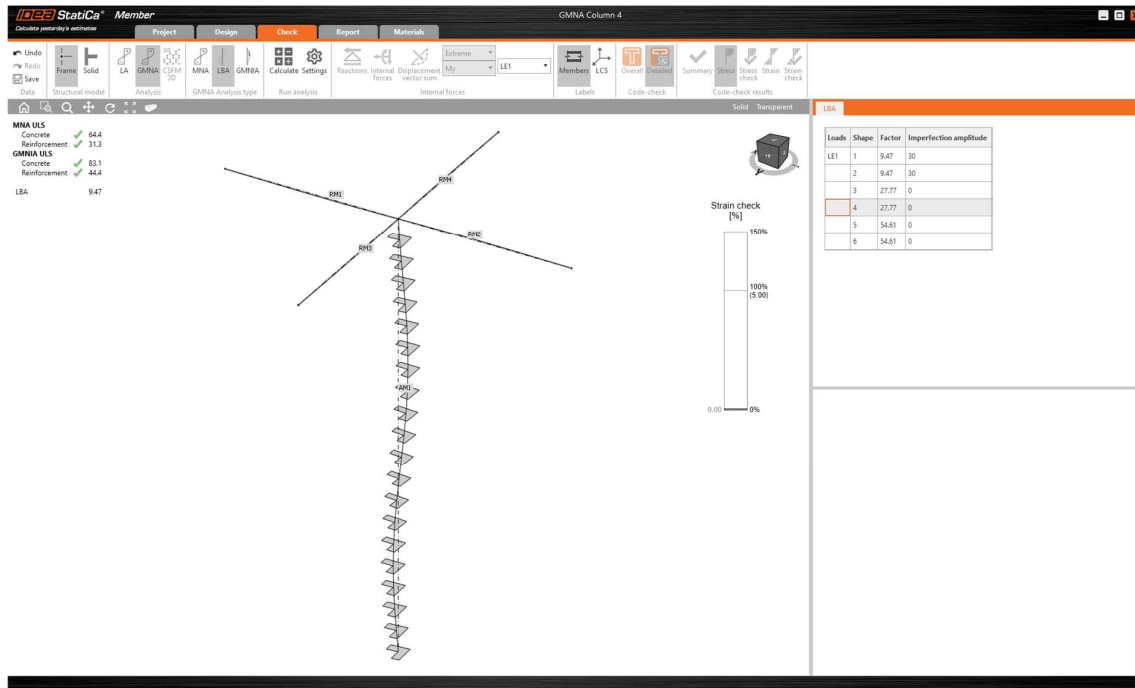 IDEA StatiCa® Member
GMNA Column 4
Calculate yesterday's estimates
Project Design Check Report Materials
Undo
Redo
Save
Frame Solid
LA GMNA CSFM 3D
MNA LBA GMNIA
Calculate Settings
Reactions Internal forces Displacement vector sum
Extreme
My
LE1
Members LCS
Overall Detailed
Summary Stress Stress check Strain Strain check
Data Structural model Analysis GMNA Analysis type Run analysis Internal forces Labels Code-check Code-check results
Solid Transparent
LBA
MNA ULS
Concrete 64.4
Reinforcement 31.3
GMNIA ULS
Concrete 83.1
Reinforcement 44.4
LBA 9.47
RM4
RM1
RM2
RM3
AM1
Strain check
[%]
150%
100%
(5.00)
0.00 0%
Loads Shape Factor Imperfection amplitude
LE1 1 9.47 30
2 9.47 30
3 27.77 0
4 27.77 0
5 54.61 0
6 54.61 0